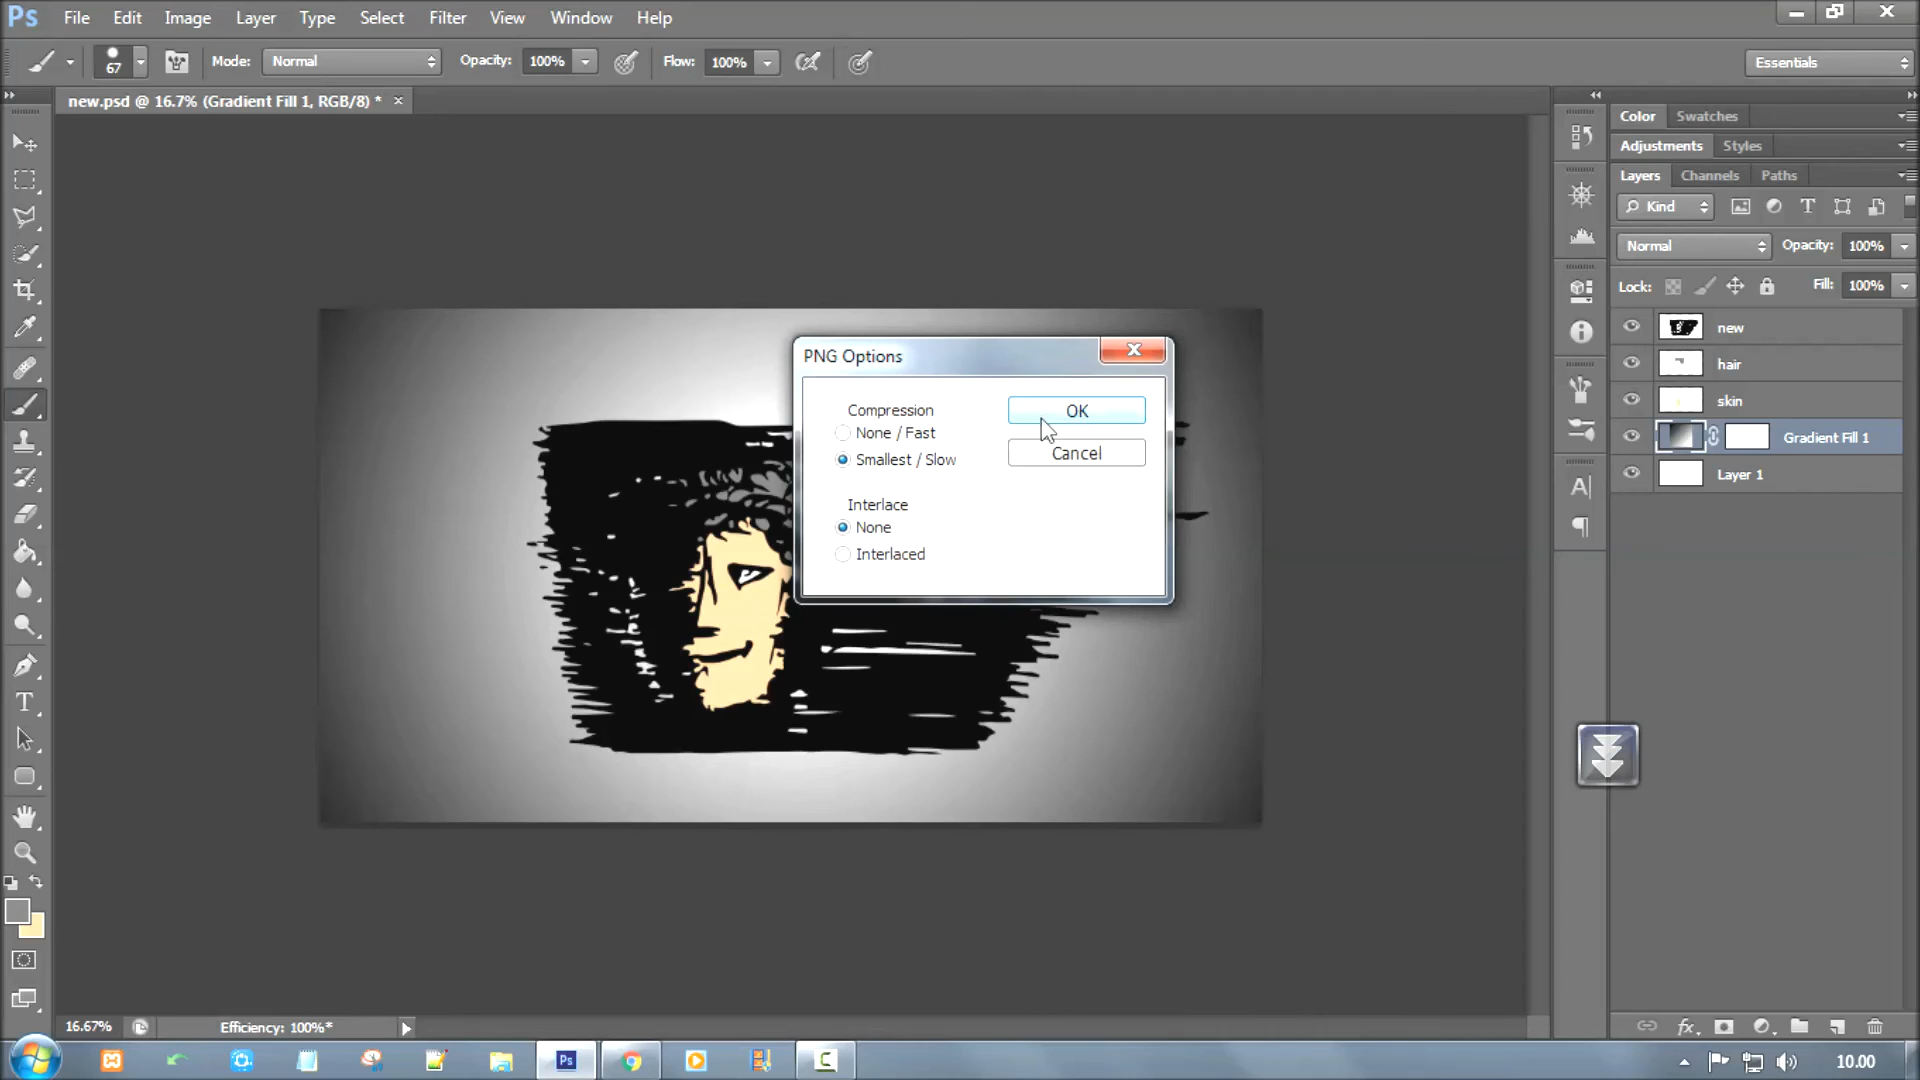 Ps File Edit Image Layer Type Select Filter View Window Help
67 Mode: Normal Opacity: 100% Flow: 100% Essentials
new.psd @ 16.7% (Gradient Fill 1, RGB/8) * ×
Color Swatches
Adjustments Styles
Layers Channels Paths
Kind
Normal Opacity: 100%
Lock: Fill: 100%
new
hair
skin
Gradient Fill 1
Layer 1
PNG Options
Compression
None / Fast
Smallest / Slow
Interlace
None
Interlaced
OK
Cancel
16.67% Efficiency: 100%*
Ps
10.00